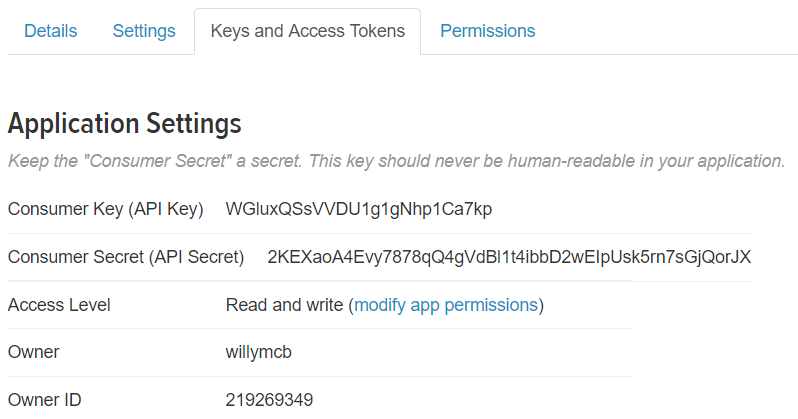 Details Settings Keys and Access Tokens Permissions
Application Settings
Keep the "Consumer Secret" a secret. This key should never be human-readable in your application.
Consumer Key (API Key) WGluxQSsVVDU1g1gNhp1Ca7kp
Consumer Secret (API Secret) 2KEXaoA4Evy7878qQ4gVdBl1t4ibbD2wEIpUsk5rn7sGjQorJX
Access Level Read and write (modify app permissions)
Owner willymcb
Owner ID 219269349